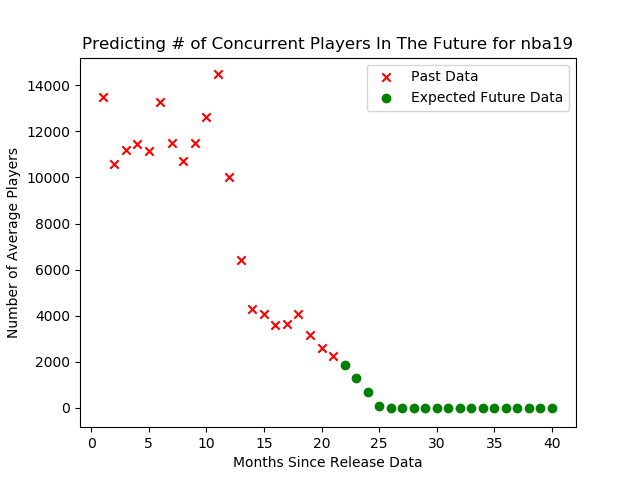 Predicting # of Concurrent Players In The Future for nba19
Past Data
Expected Future Data
Number of Average Players
14000
12000
10000
8000
6000
4000
2000
0
0 5 10 15 20 25 30 35 40
Months Since Release Data